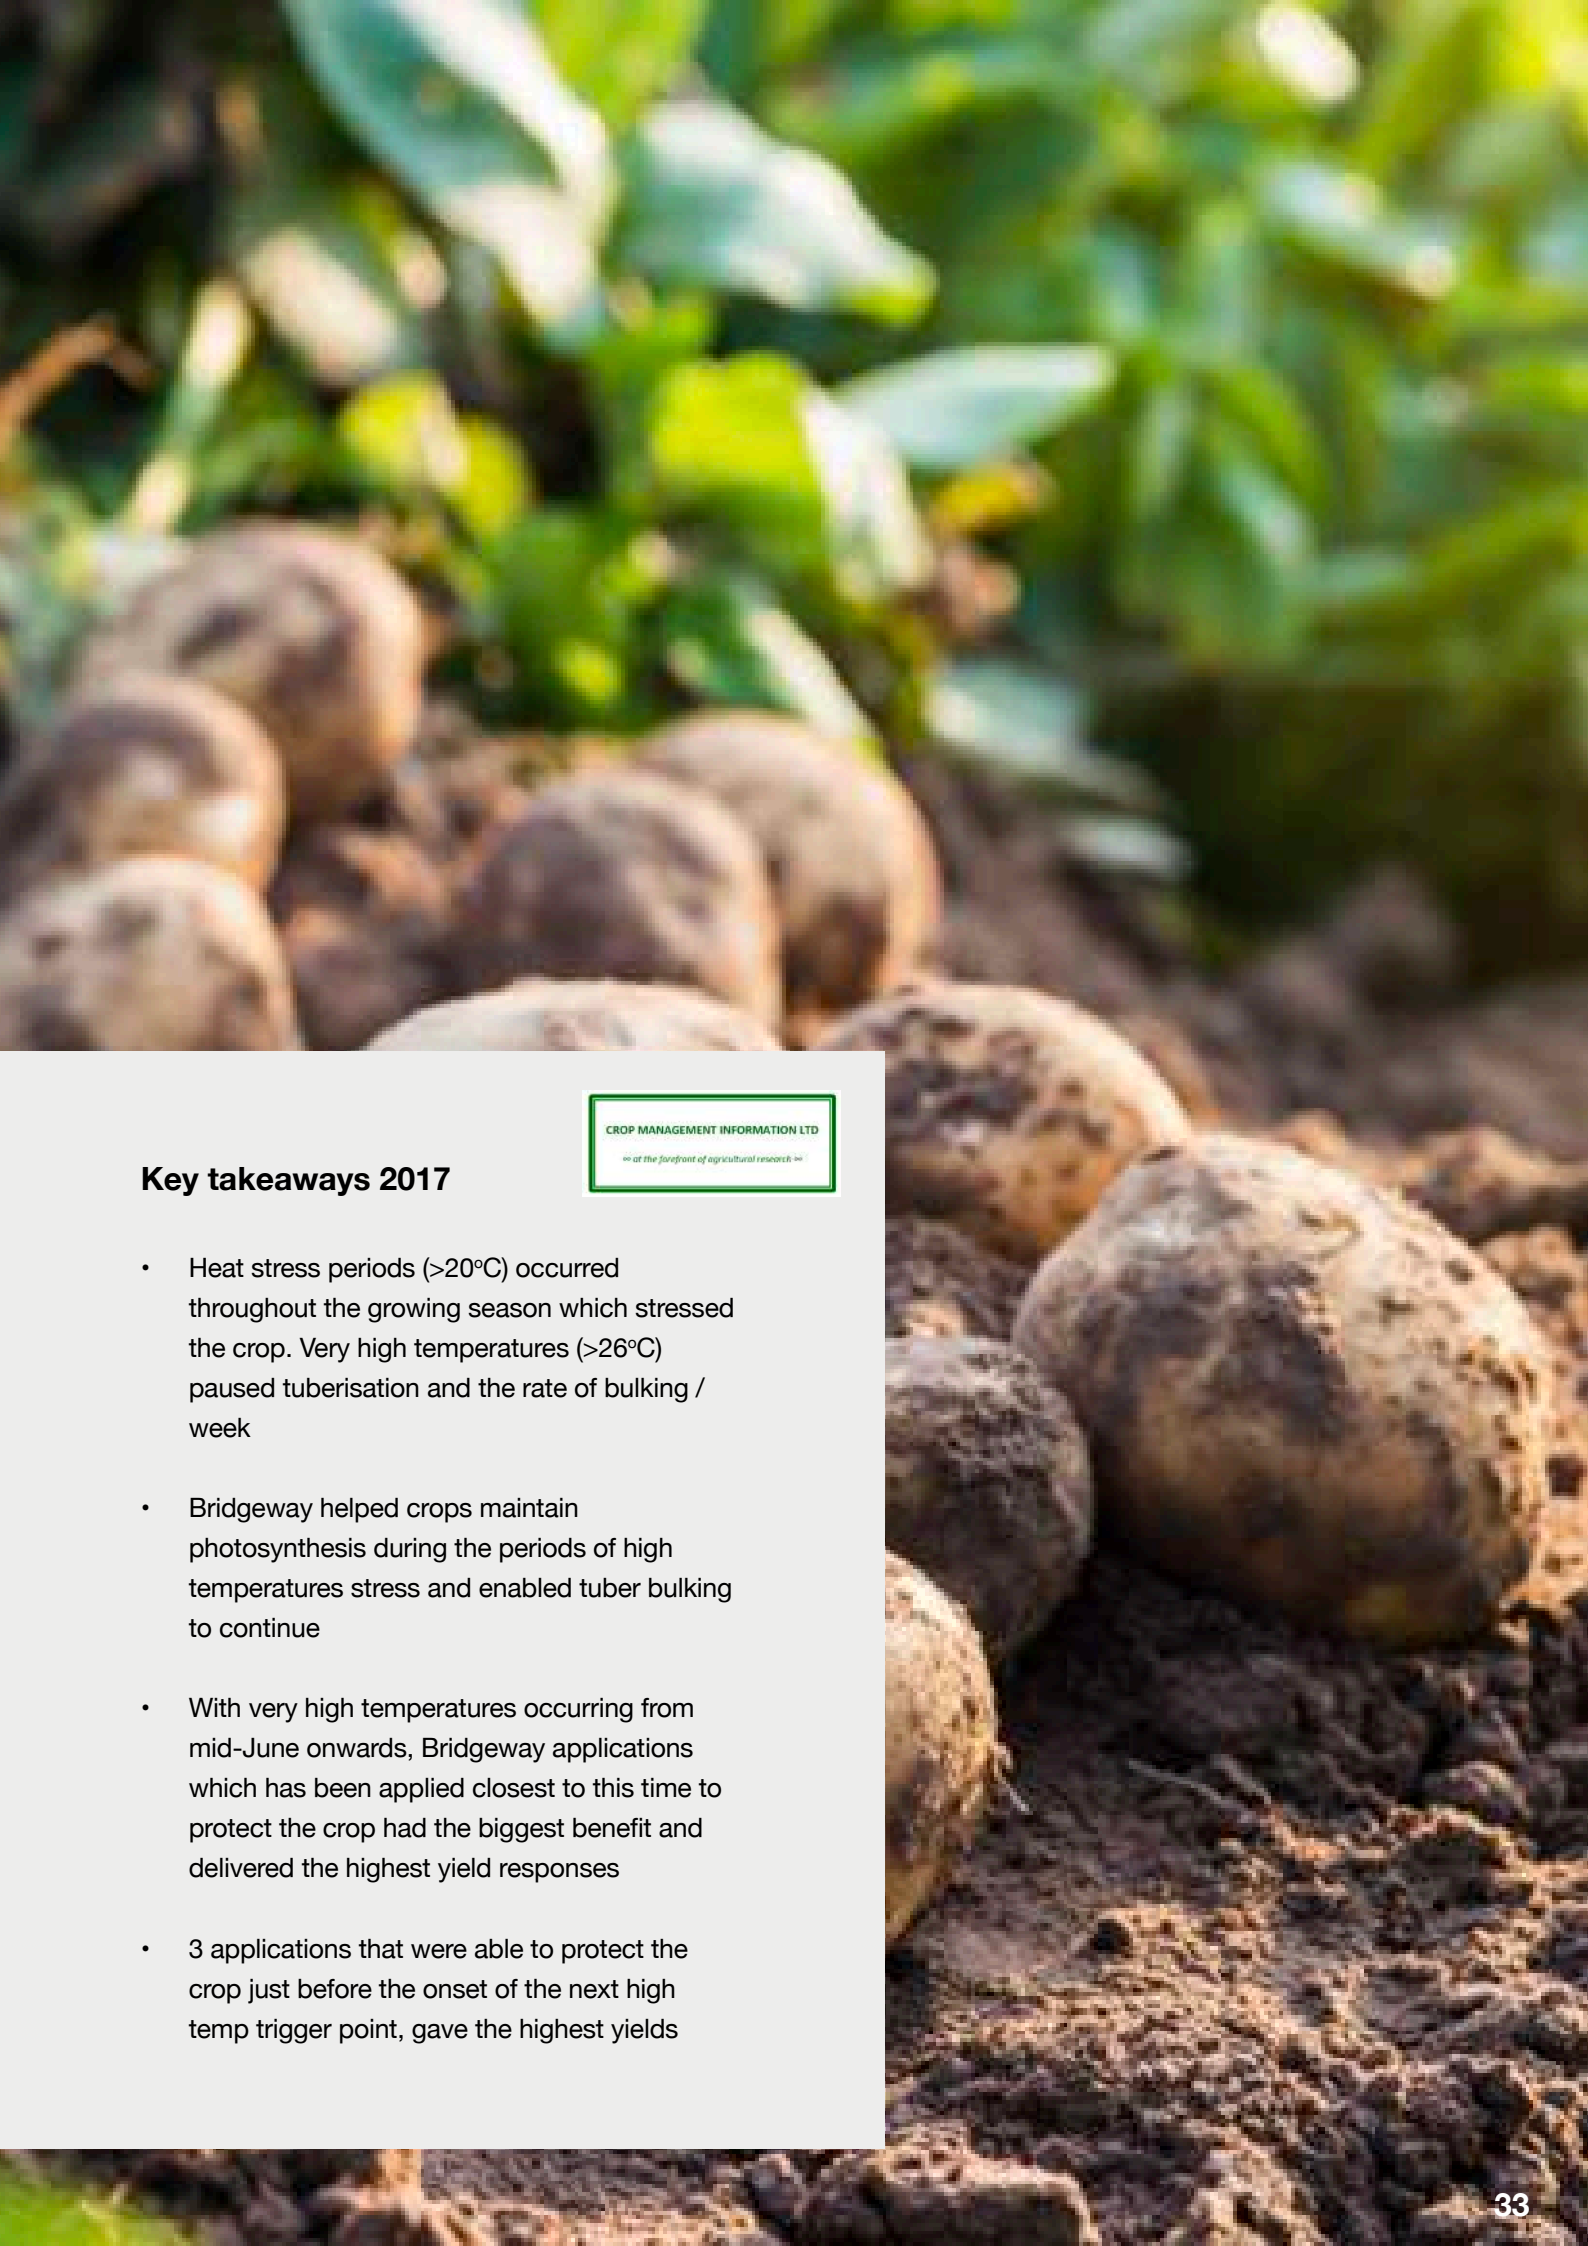 CROP MANAGEMENT INFORMATION LTD
∞ at the forefront of agricultural research ∞
Key takeaways 2017
• Heat stress periods (>20ºC) occurred
throughout the growing season which stressed
the crop. Very high temperatures (>26ºC)
paused tuberisation and the rate of bulking /
week
• Bridgeway helped crops maintain
photosynthesis during the periods of high
temperatures stress and enabled tuber bulking
to continue
• With very high temperatures occurring from
mid-June onwards, Bridgeway applications
which has been applied closest to this time to
protect the crop had the biggest benefit and
delivered the highest yield responses
• 3 applications that were able to protect the
crop just before the onset of the next high
temp trigger point, gave the highest yields
33